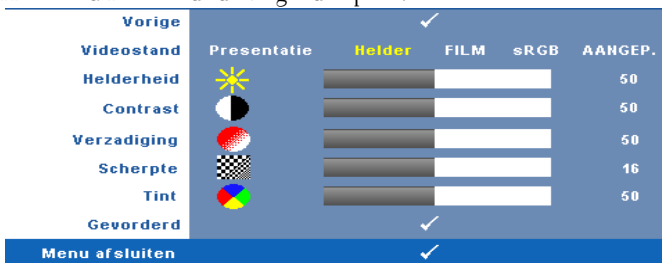 Vorige
Videostand Presentatie Helder FILM sRGB AANGEP.
Helderheid 50
Contrast 50
Verzadiging 50
Scherpte 16
Tint 50
Gevorderd
Menu afsluiten